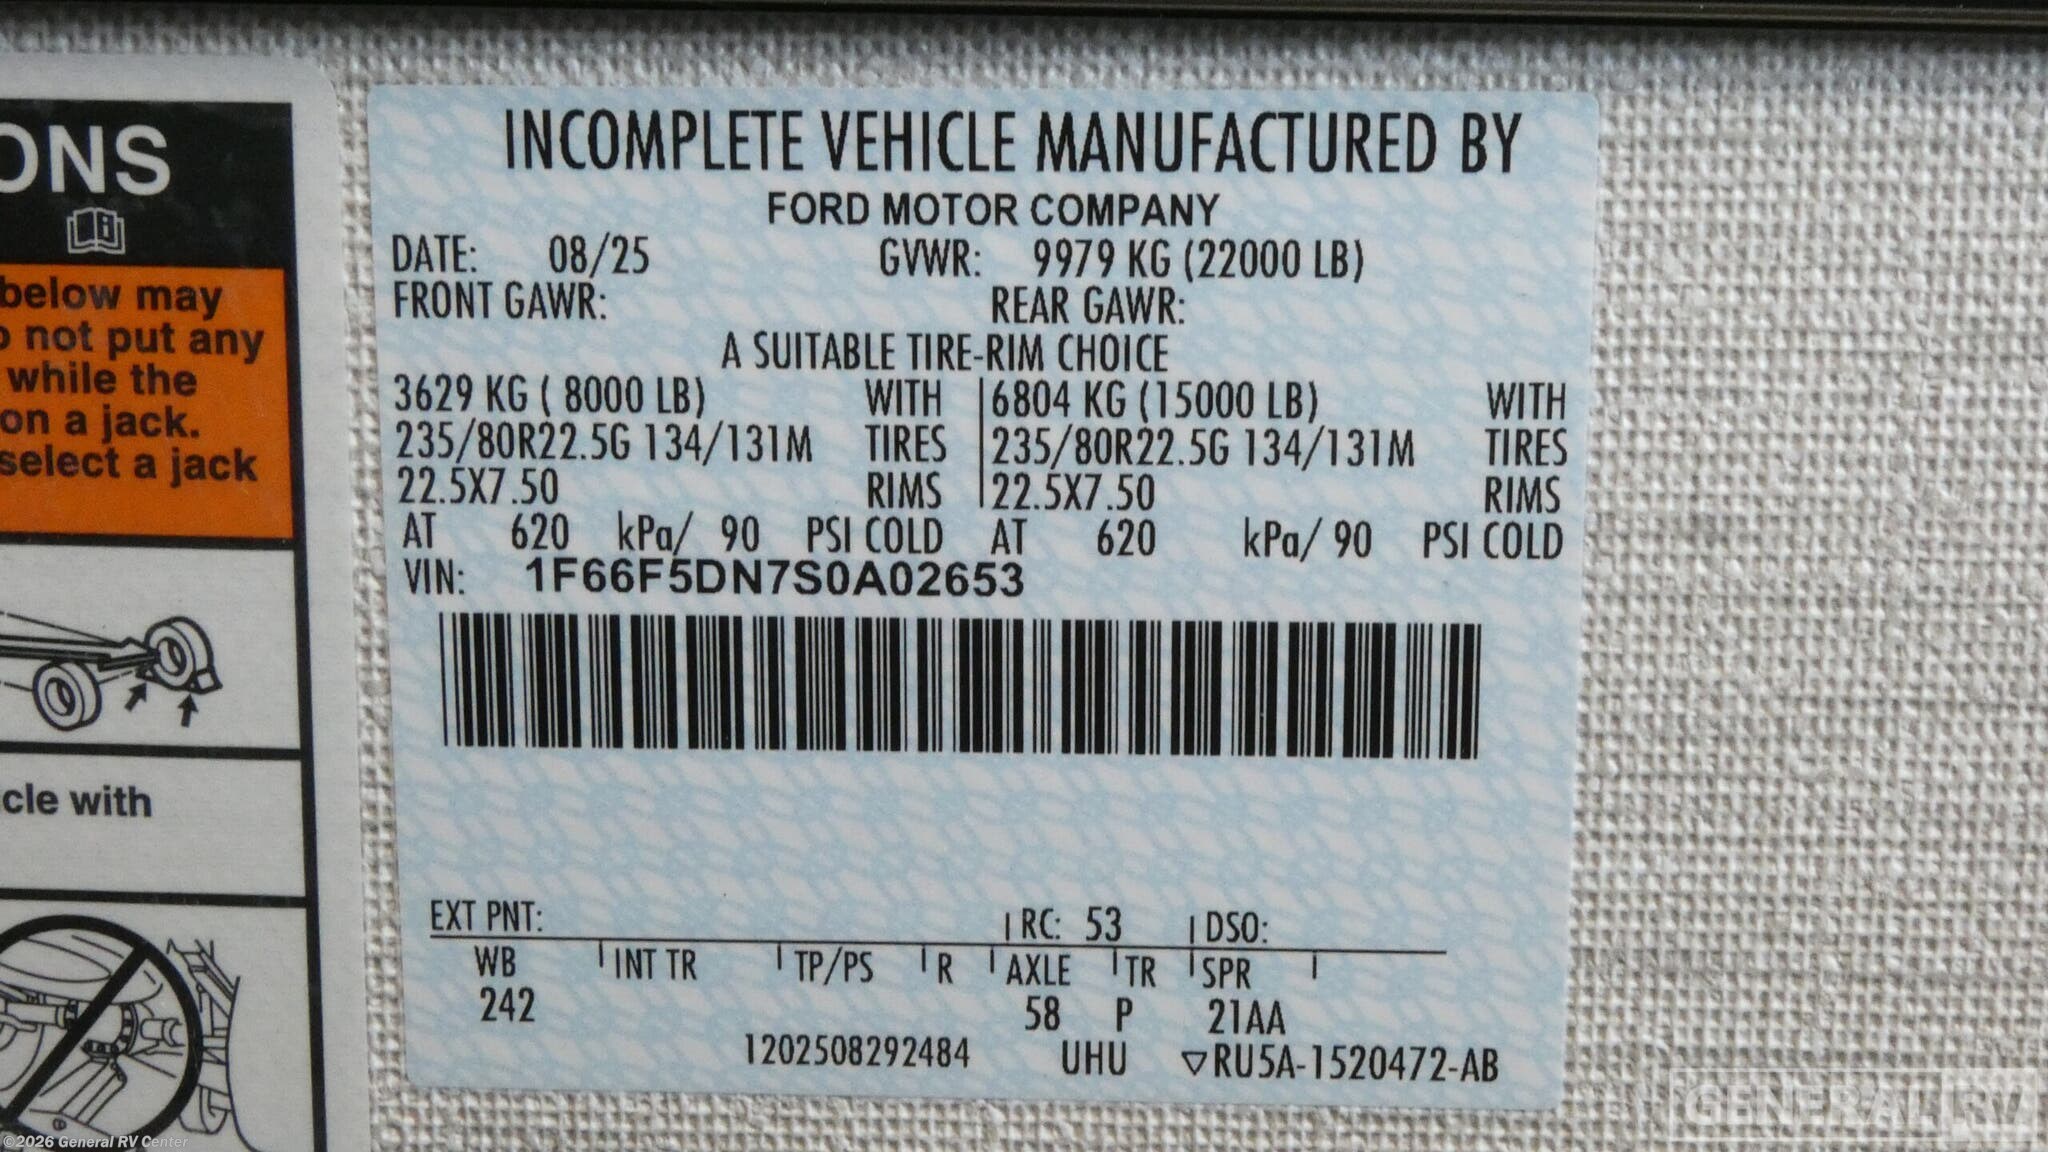 ONS
below may
o not put any
while the
on a jack.
select a jack
cle with
INCOMPLETE VEHICLE MANUFACTURED BY
FORD MOTOR COMPANY
DATE: 08/25 GVWR: 9979 KG (22000 LB)
FRONT GAWR: REAR GAWR:
A SUITABLE TIRE-RIM CHOICE
3629 KG ( 8000 LB) WITH 6804 KG (15000 LB) WITH
235/80R22.5G 134/131M TIRES 235/80R22.5G 134/131M TIRES
22.5X7.50 RIMS 22.5X7.50 RIMS
AT 620 kPa/ 90 PSI COLD AT 620 kPa/ 90 PSI COLD
VIN: 1F66F5DN7S0A02653
EXT PNT: RC: 53 DSO:
WB INT TR TP/PS R AXLE TR SPR
242 58 P 21AA
1202508292484 UHU ▽RU5A-1520472-AB
©2026 General RV Center
GENERAL RV